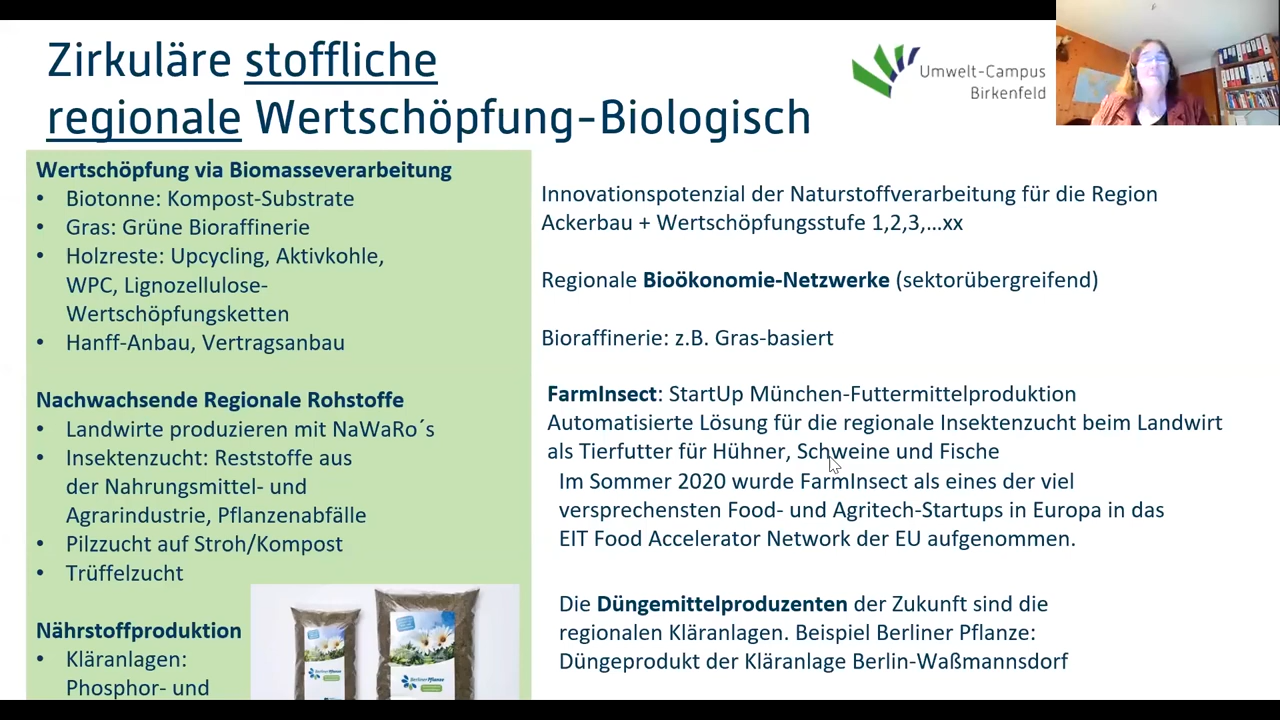 Zirkuläre stoffliche
regionale Wertschöpfung-Biologisch
Umwelt-Campus
Birkenfeld
Wertschöpfung via Biomasseverarbeitung
• Biotonne: Kompost-Substrate
• Gras: Grüne Bioraffinerie
• Holzreste: Upcycling, Aktivkohle,
WPC, Lignozellulose-
Wertschöpfungsketten
• Hanff-Anbau, Vertragsanbau
Nachwachsende Regionale Rohstoffe
• Landwirte produzieren mit NaWaRo´s
• Insektenzucht: Reststoffe aus
der Nahrungsmittel- und
Agrarindustrie, Pflanzenabfälle
• Pilzzucht auf Stroh/Kompost
• Trüffelzucht
Nährstoffproduktion
• Kläranlagen:
Phosphor- und
Berliner Pflanze
Berliner Pflanze
Innovationspotenzial der Naturstoffverarbeitung für die Region
Ackerbau + Wertschöpfungsstufe 1,2,3,…xx
Regionale Bioökonomie-Netzwerke (sektorübergreifend)
Bioraffinerie: z.B. Gras-basiert
FarmInsect: StartUp München-Futtermittelproduktion
Automatisierte Lösung für die regionale Insektenzucht beim Landwirt
als Tierfutter für Hühner, Schweine und Fische
Im Sommer 2020 wurde FarmInsect als eines der viel
versprechensten Food- und Agritech-Startups in Europa in das
EIT Food Accelerator Network der EU aufgenommen.
Die Düngemittelproduzenten der Zukunft sind die
regionalen Kläranlagen. Beispiel Berliner Pflanze:
Düngeprodukt der Kläranlage Berlin-Waßmannsdorf